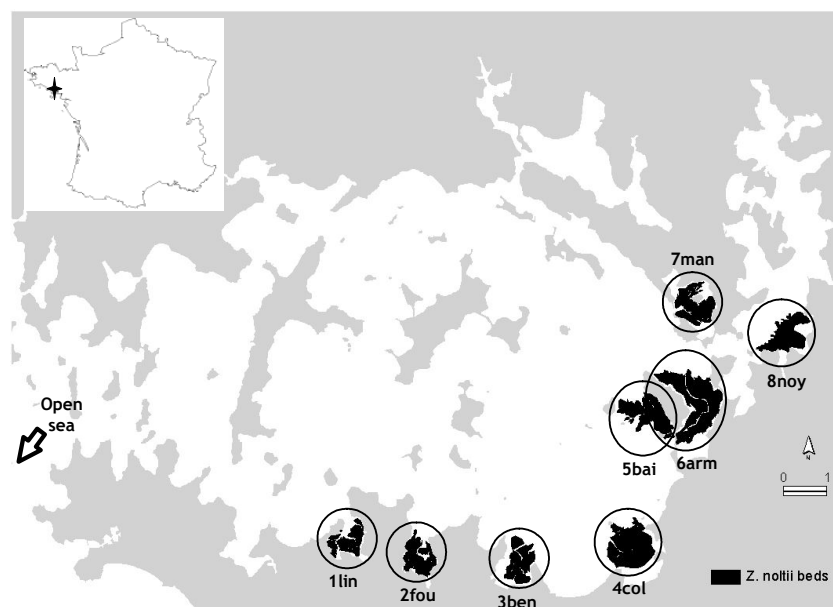 7man
8noy
Open
sea
5bai
6arm
N
0 1
1lin
2fou
3ben
4col
Z. noltii beds